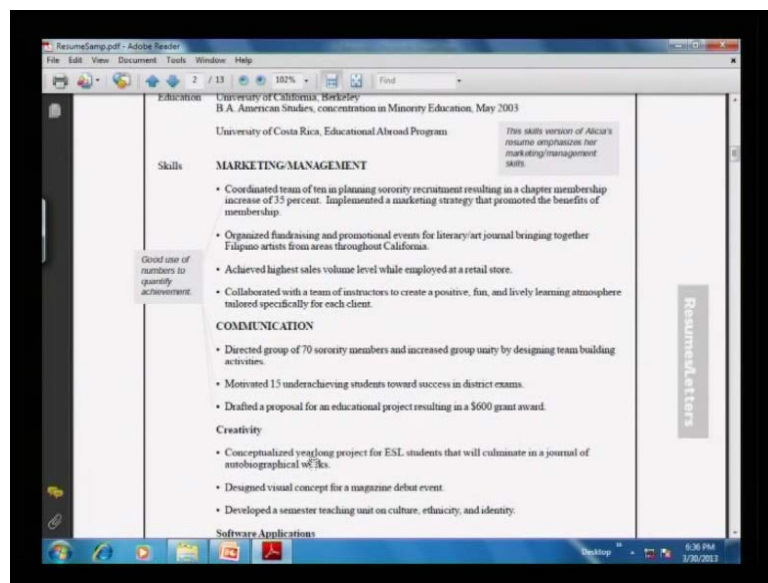 ResumeSamp.pdf - Adobe Reader
File Edit View Document Tools Window Help
2 / 13 102% Find
Education University of California, Berkeley
B.A. American Studies, concentration in Minority Education, May 2003
University of Costa Rica, Educational Abroad Program
This skills version of Alicia's
resume emphasizes her
marketing/management
skills.
Skills MARKETING/MANAGEMENT
• Coordinated team of ten in planning sorority recruitment resulting in a chapter membership
increase of 35 percent. Implemented a marketing strategy that promoted the benefits of
membership.
• Organized fundraising and promotional events for literary/art journal bringing together
Filipino artists from areas throughout California.
Good use of
numbers to
quantify
achievement.
• Achieved highest sales volume level while employed at a retail store.
• Collaborated with a team of instructors to create a positive, fun, and lively learning atmosphere
tailored specifically for each client.
COMMUNICATION
• Directed group of 70 sorority members and increased group unity by designing team building
activities.
• Motivated 15 underachieving students toward success in district exams.
• Drafted a proposal for an educational project resulting in a $600 grant award.
Creativity
• Conceptualized yearlong project for ESL students that will culminate in a journal of
autobiographical works.
• Designed visual concept for a magazine debut event.
• Developed a semester teaching unit on culture, ethnicity, and identity.
Software Applications
Resumes/Letters
Desktop
6:36 PM
3/30/2013